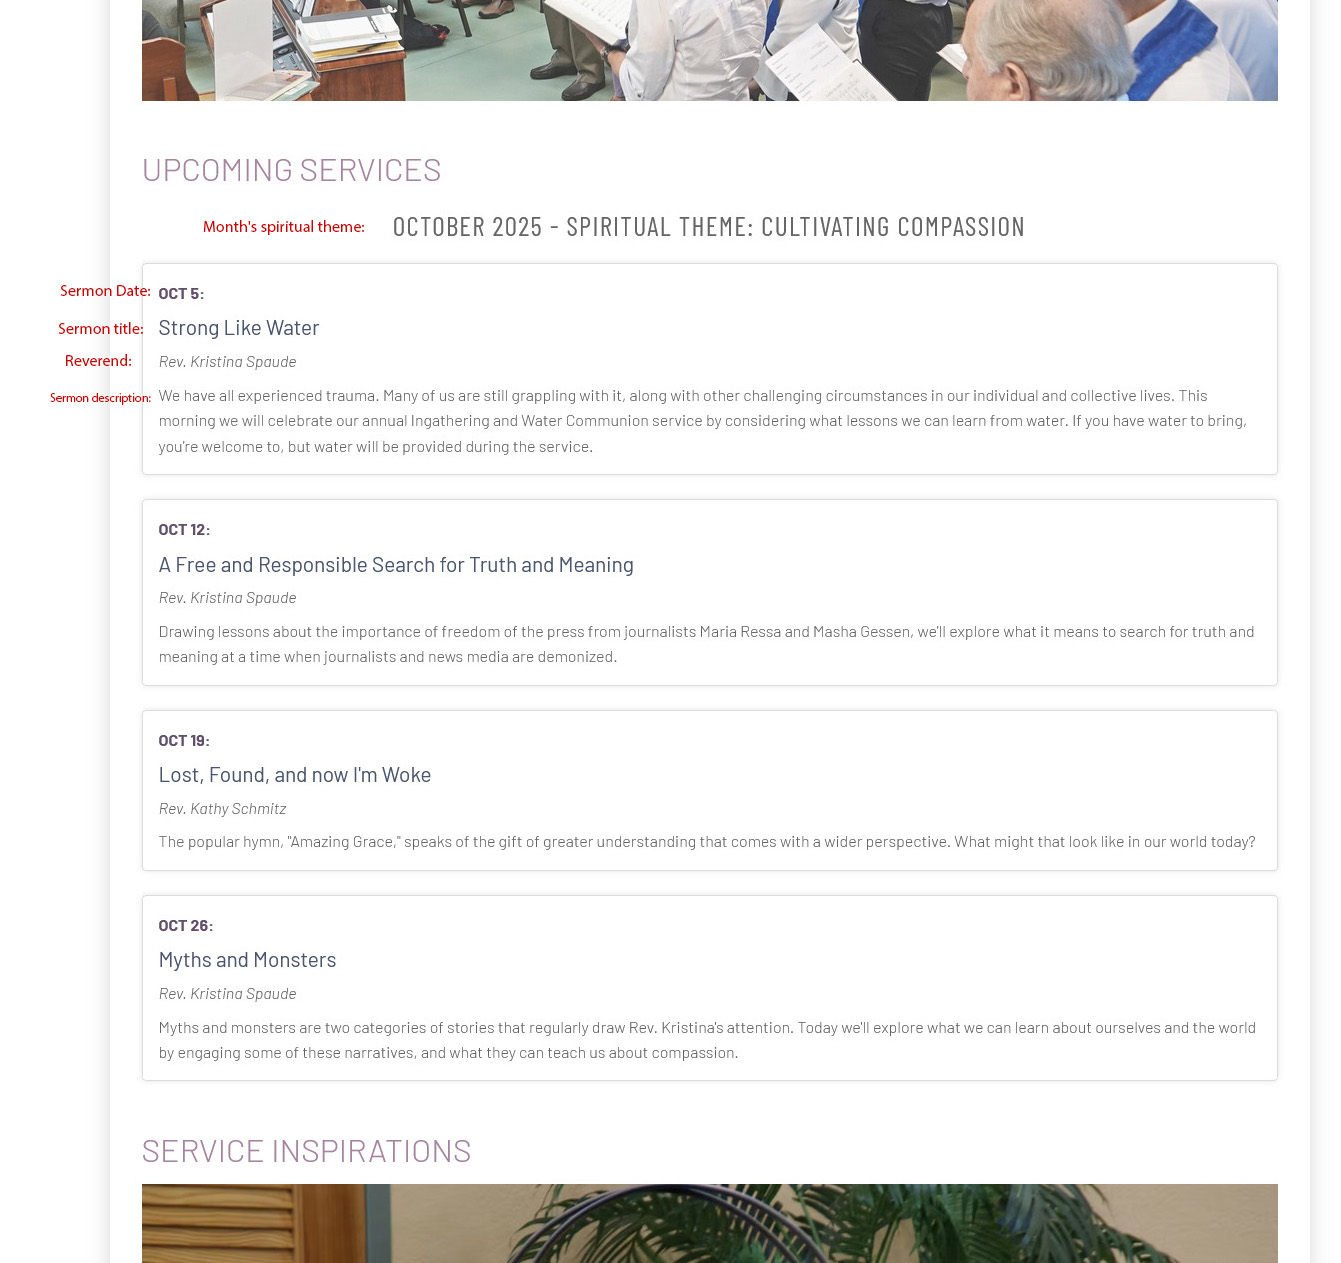 UPCOMING SERVICES
Month's spiritual theme: OCTOBER 2025 - SPIRITUAL THEME: CULTIVATING COMPASSION
Sermon Date: OCT 5:
Sermon title: Strong Like Water
Reverend: Rev. Kristina Spaude
Sermon description: We have all experienced trauma. Many of us are still grappling with it, along with other challenging circumstances in our individual and collective lives. This
morning we will celebrate our annual Ingathering and Water Communion service by considering what lessons we can learn from water. If you have water to bring,
you're welcome to, but water will be provided during the service.
OCT 12:
A Free and Responsible Search for Truth and Meaning
Rev. Kristina Spaude
Drawing lessons about the importance of freedom of the press from journalists Maria Ressa and Masha Gessen, we'll explore what it means to search for truth and
meaning at a time when journalists and news media are demonized.
OCT 19:
Lost, Found, and now I'm Woke
Rev. Kathy Schmitz
The popular hymn, "Amazing Grace," speaks of the gift of greater understanding that comes with a wider perspective. What might that look like in our world today?
OCT 26:
Myths and Monsters
Rev. Kristina Spaude
Myths and monsters are two categories of stories that regularly draw Rev. Kristina's attention. Today we'll explore what we can learn about ourselves and the world
by engaging some of these narratives, and what they can teach us about compassion.
SERVICE INSPIRATIONS